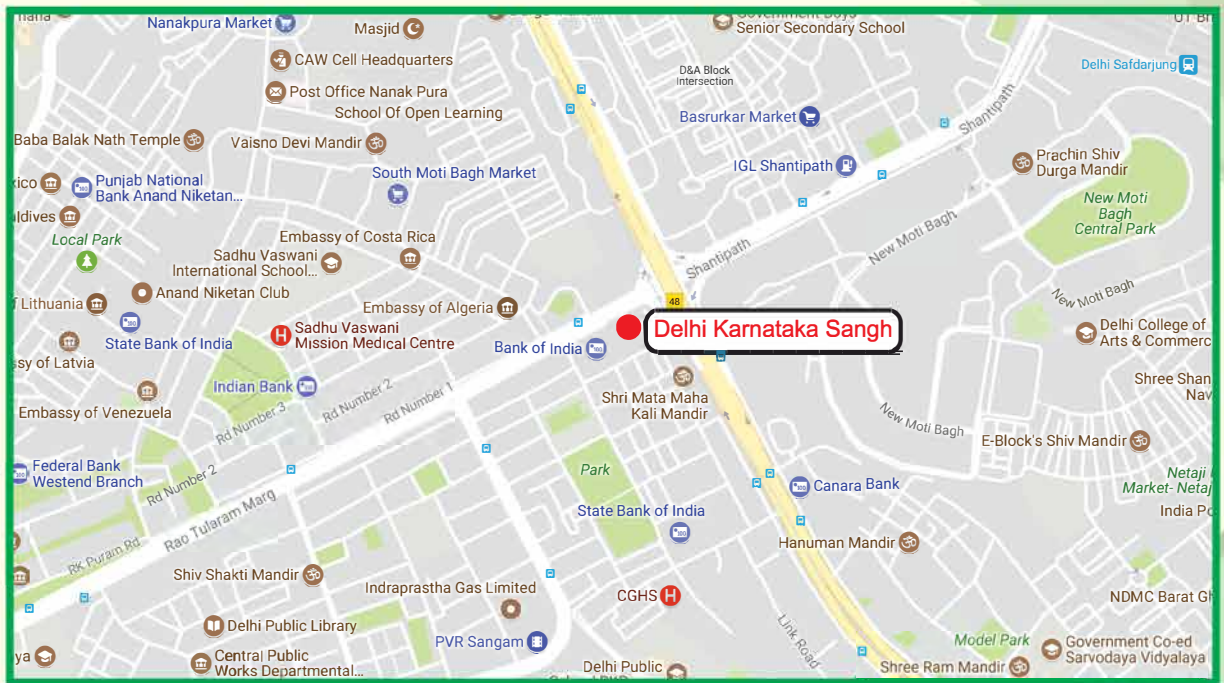 Nanakpura Market
Masjid
Senior Secondary School
CAW Cell Headquarters
D&A Block
Intersection
Delhi Safdarjung
Post Office Nanak Pura
School Of Open Learning
Basrurkar Market
Shantipath
Baba Balak Nath Temple
Vaisno Devi Mandir
IGL Shantipath
Prachin Shiv
Durga Mandir
South Moti Bagh Market
Punjab National
Bank Anand Niketan...
New Moti
Bagh
Central Park
Local Park
Embassy of Costa Rica
New Moti Bagh
Sadhu Vaswani
International School...
Shantipath
Anand Niketan Club
New Moti Bagh
Lithuania
Embassy of Algeria
48
Delhi Karnataka Sangh
Sadhu Vaswani
Mission Medical Centre
Delhi College of
Arts & Commerc
State Bank of India
Bank of India
of Latvia
Indian Bank
Shree Shan
Nav
Rd Number 2
Rd Number 1
Shri Mata Maha
Kali Mandir
Embassy of Venezuela
Rd Number 3
New Moti Bagh
E-Block's Shiv Mandir
Federal Bank
Westend Branch
Rd Number 2
Park
Canara Bank
Netaji
Market- Netaj
State Bank of India
India Po
Rao Tularam Marg
RK Puram Rd
Hanuman Mandir
Shiv Shakti Mandir
Indraprastha Gas Limited
CGHS
NDMC Barat Gh
Delhi Public Library
Link Road
PVR Sangam
Model Park
Government Co-ed
Sarvodaya Vidyalaya
Central Public
Works Departmental...
Delhi Public
Shree Ram Mandir